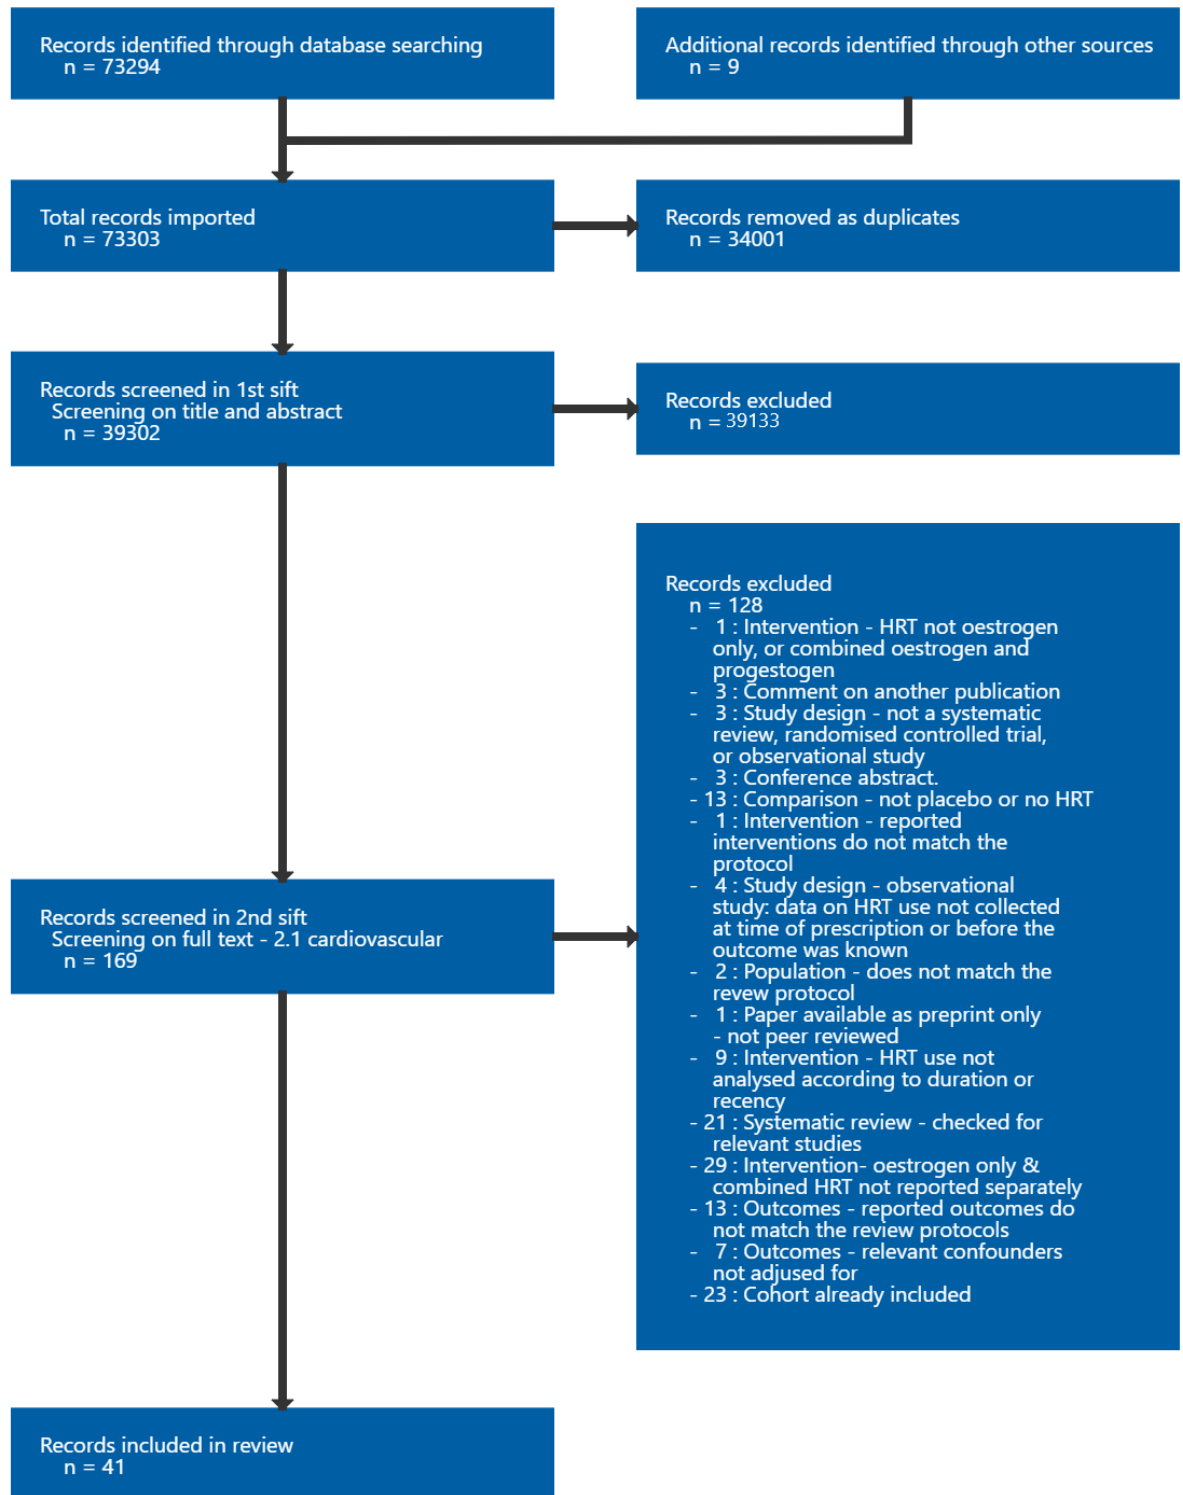 Records identified through database searching
n = 73294
Additional records identified through other sources
n = 9
Total records imported
n = 73303
Records removed as duplicates
n = 34001
Records screened in 1st sift
Screening on title and abstract
n = 39302
Records excluded
n = 39133
Records excluded
n = 128
- 1 : Intervention - HRT not oestrogen
only, or combined oestrogen and
progestogen
- 3 : Comment on another publication
- 3 : Study design - not a systematic
review, randomised controlled trial,
or observational study
- 3 : Conference abstract.
- 13 : Comparison - not placebo or no HRT
- 1 : Intervention - reported
interventions do not match the
protocol
- 4 : Study design - observational
study: data on HRT use not collected
at time of prescription or before the
outcome was known
- 2 : Population - does not match the
revew protocol
- 1 : Paper available as preprint only
- not peer reviewed
- 9 : Intervention - HRT use not
analysed according to duration or
recency
- 21 : Systematic review - checked for
relevant studies
- 29 : Intervention- oestrogen only &
combined HRT not reported separately
- 13 : Outcomes - reported outcomes do
not match the review protocols
- 7 : Outcomes - relevant confounders
not adjused for
- 23 : Cohort already included
Records screened in 2nd sift
Screening on full text - 2.1 cardiovascular
n = 169
Records included in review
n = 41